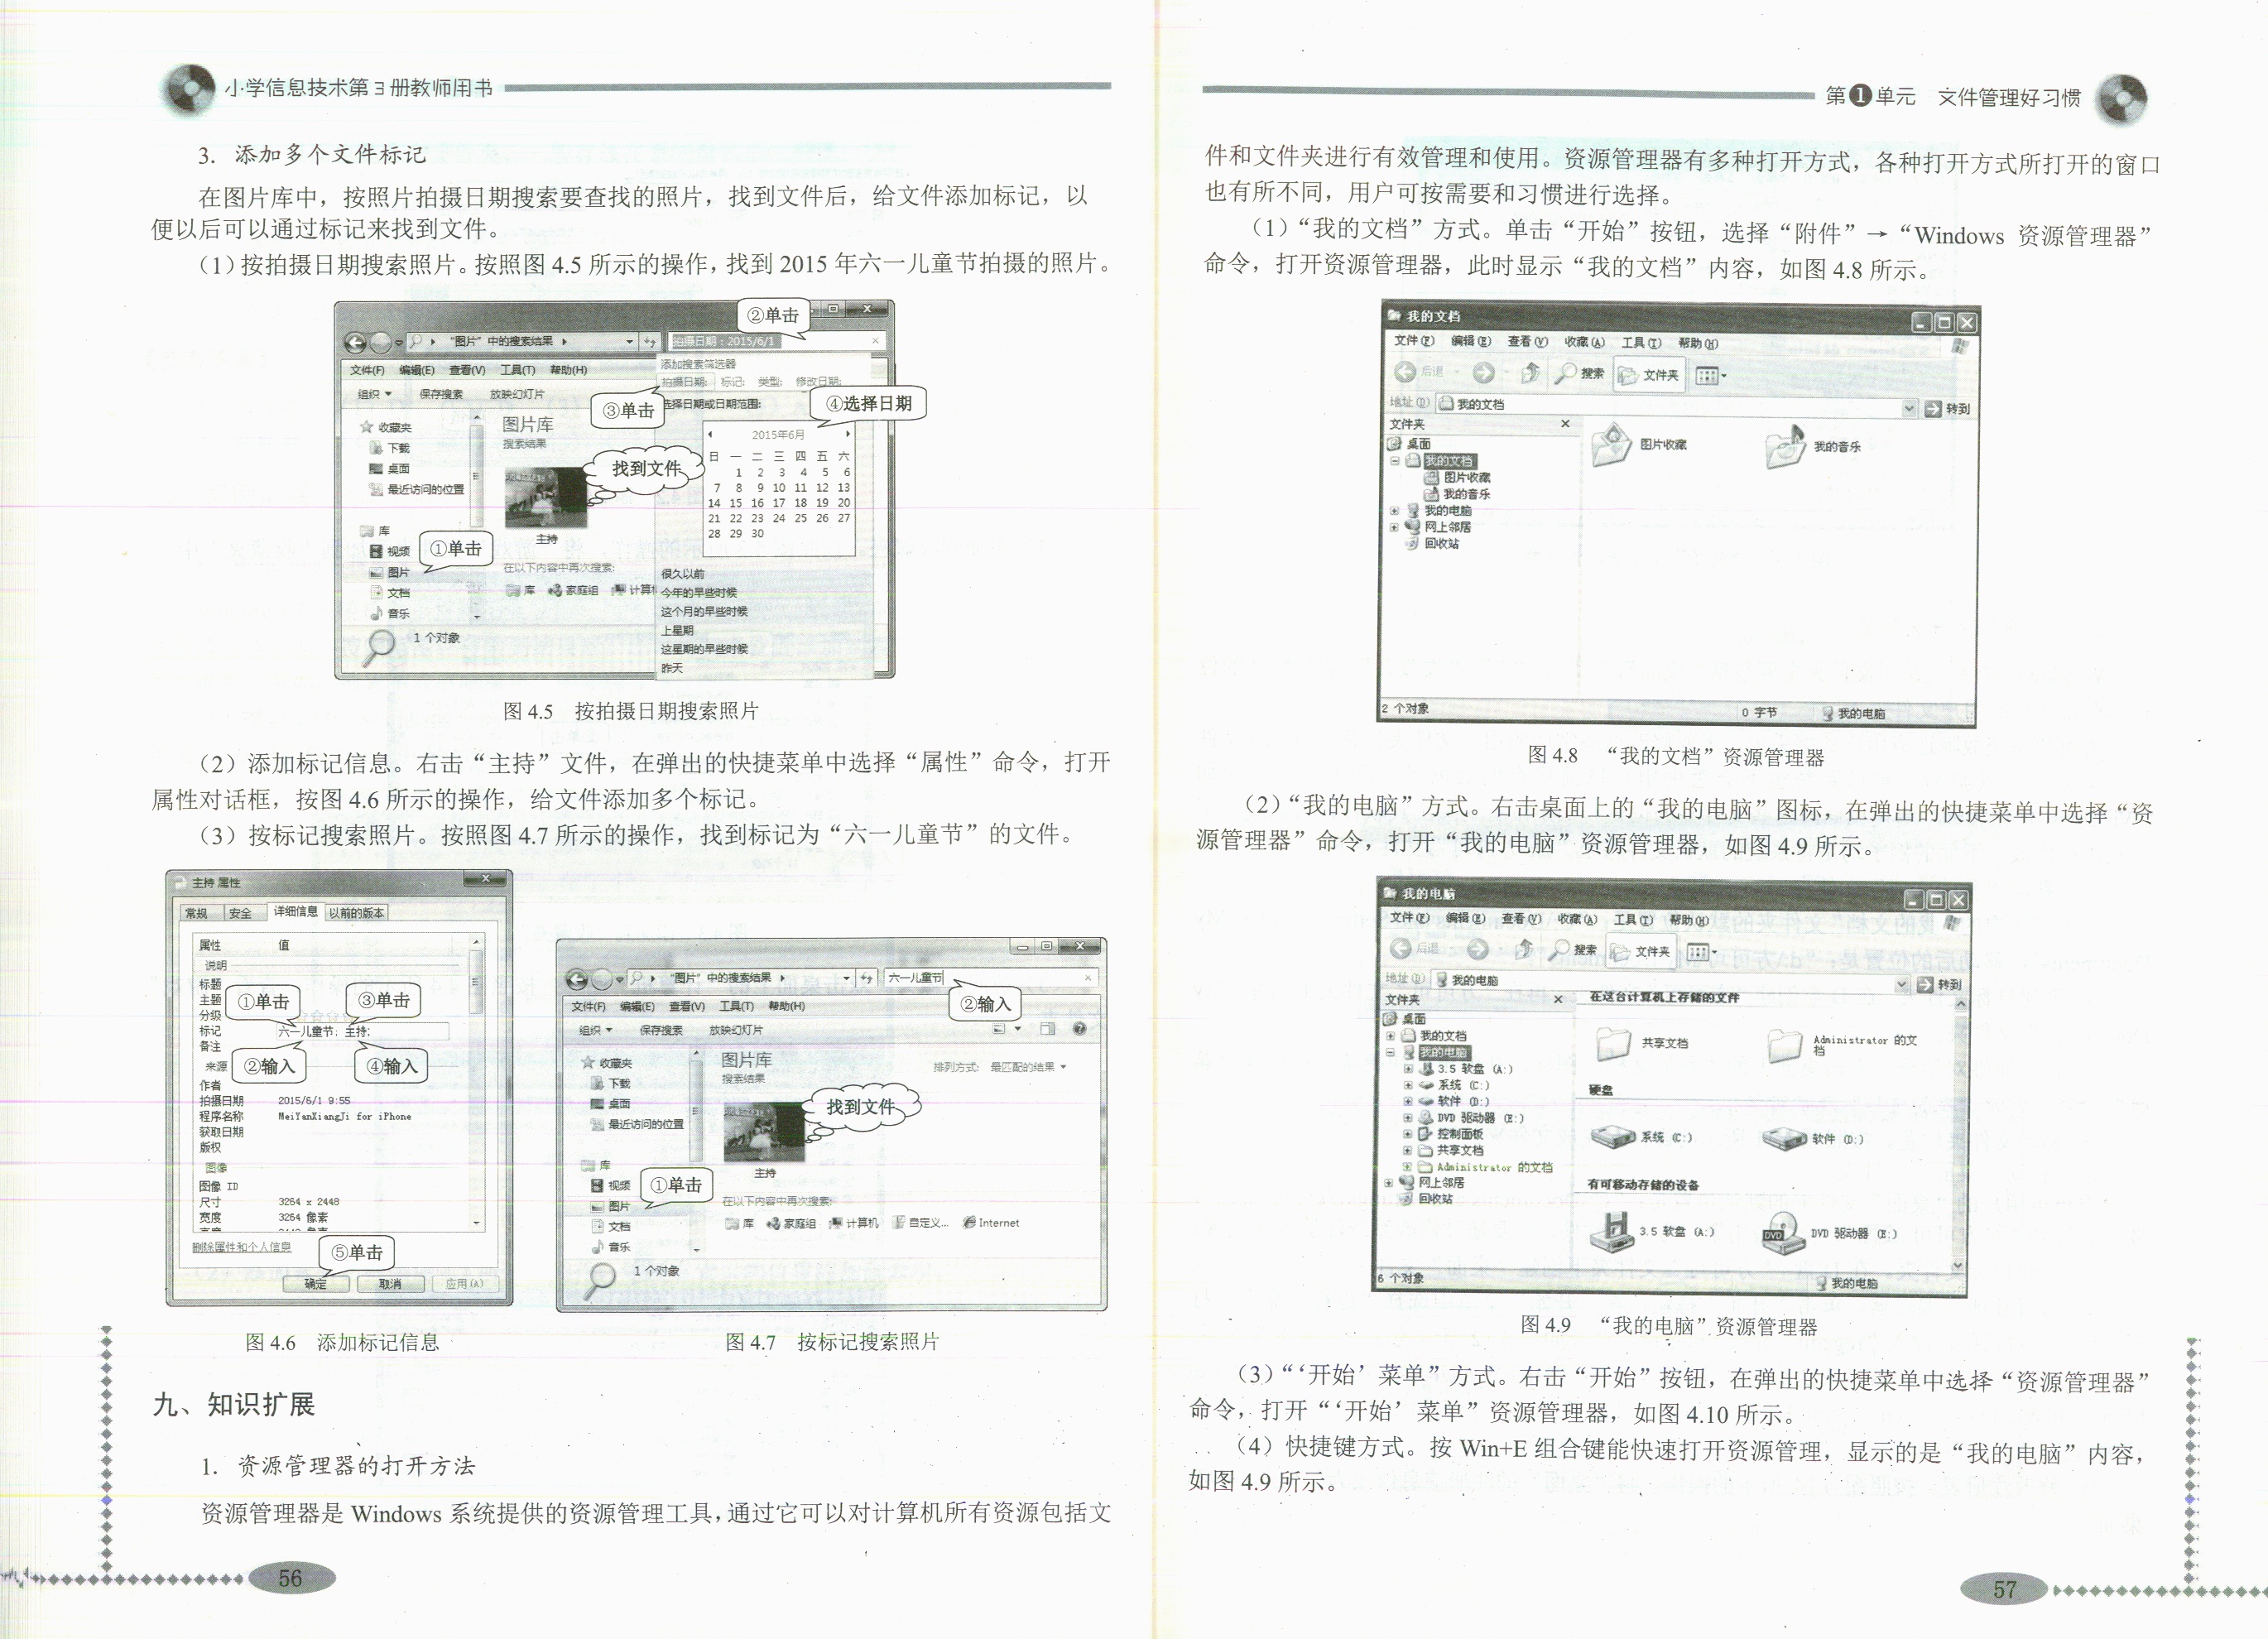 小学信息技术第3册教师用书
3. 添加多个文件标记
在图片库中，按照片拍摄日期搜索要查找的照片，找到文件后，给文件添加标记，以
便以后可以通过标记来找到文件。
（1）按拍摄日期搜索照片。按照图 4.5 所示的操作，找到 2015 年六一儿童节拍摄的照片。
②单击
"图片" 中的搜索结果
拍摄日期：2015/6/1
文件(F) 编辑(E) 查看(V) 工具(T) 帮助(H)
添加搜索筛选器
拍摄日期: 标记: 类型: 修改日期:
组织 保存搜索 放映幻灯片
③单击
选择日期或日期范围:
④选择日期
收藏夹
下载
桌面
最近访问的位置
库
视频
图片
文档
音乐
①单击
图片库
搜索结果
找到文件
主持
2015年6月
日 一 二 三 四 五 六
1 2 3 4 5 6
7 8 9 10 11 12 13
14 15 16 17 18 19 20
21 22 23 24 25 26 27
28 29 30
在以下内容中再次搜索:
库 家庭组 计算机
很久以前
今年的早些时候
这个月的早些时候
上星期
这星期的早些时候
昨天
1 个对象
图 4.5 按拍摄日期搜索照片
（2）添加标记信息。右击“主持”文件，在弹出的快捷菜单中选择“属性”命令，打开
属性对话框，按图 4.6 所示的操作，给文件添加多个标记。
（3）按标记搜索照片。按照图 4.7 所示的操作，找到标记为“六一儿童节”的文件。
主持 属性
常规 安全 详细信息 以前的版本
属性 值
说明
标题
主题
分级
标记 六一儿童节; 主持;
备注
①单击
③单击
②输入
④输入
来源
作者
拍摄日期 2015/6/1 9:55
程序名称 MeiYanXiangJi for iPhone
获取日期
版权
图像
图像 ID
尺寸 3264 x 2448
宽度 3264 像素
删除属性和个人信息
⑤单击
确定 取消 应用(A)
图 4.6 添加标记信息
"图片" 中的搜索结果
六一儿童节
②输入
文件(F) 编辑(E) 查看(V) 工具(T) 帮助(H)
组织 保存搜索 放映幻灯片
收藏夹
下载
桌面
最近访问的位置
库
视频
图片
文档
音乐
①单击
图片库
搜索结果
排列方式: 最匹配的结果
找到文件
主持
在以下内容中再次搜索:
库 家庭组 计算机 自定义... Internet
1 个对象
图 4.7 按标记搜索照片
九、知识扩展
1. 资源管理器的打开方法
资源管理器是 Windows 系统提供的资源管理工具，通过它可以对计算机所有资源包括文
56
第1单元 文件管理好习惯
件和文件夹进行有效管理和使用。资源管理器有多种打开方式，各种打开方式所打开的窗口
也有所不同，用户可按需要和习惯进行选择。
（1）“我的文档”方式。单击“开始”按钮，选择“附件”→“Windows 资源管理器”
命令，打开资源管理器，此时显示“我的文档”内容，如图 4.8 所示。
我的文档
文件(F) 编辑(E) 查看(V) 收藏(A) 工具(T) 帮助(H)
后退 搜索 文件夹
地址(D) 我的文档 转到
文件夹
桌面
我的文档
图片收藏
我的音乐
我的电脑
网上邻居
回收站
图片收藏 我的音乐
2 个对象 0 字节 我的电脑
图 4.8 “我的文档”资源管理器
（2）“我的电脑”方式。右击桌面上的“我的电脑”图标，在弹出的快捷菜单中选择“资
源管理器”命令，打开“我的电脑”资源管理器，如图 4.9 所示。
我的电脑
文件(F) 编辑(E) 查看(V) 收藏(A) 工具(T) 帮助(H)
后退 搜索 文件夹
地址(D) 我的电脑 转到
文件夹
桌面
我的文档
我的电脑
3.5 软盘 (A:)
系统 (C:)
软件 (D:)
DVD 驱动器 (E:)
控制面板
共享文档
Administrator 的文档
网上邻居
回收站
在这台计算机上存储的文件
共享文档 Administrator 的文档
硬盘
系统 (C:) 软件 (D:)
有可移动存储的设备
3.5 软盘 (A:) DVD 驱动器 (E:)
6 个对象 我的电脑
图 4.9 “我的电脑”资源管理器
（3）“‘开始’菜单”方式。右击“开始”按钮，在弹出的快捷菜单中选择“资源管理器”
命令，打开“‘开始’菜单”资源管理器，如图 4.10 所示。
（4）快捷键方式。按 Win+E 组合键能快速打开资源管理，显示的是“我的电脑”内容，
如图 4.9 所示。
57